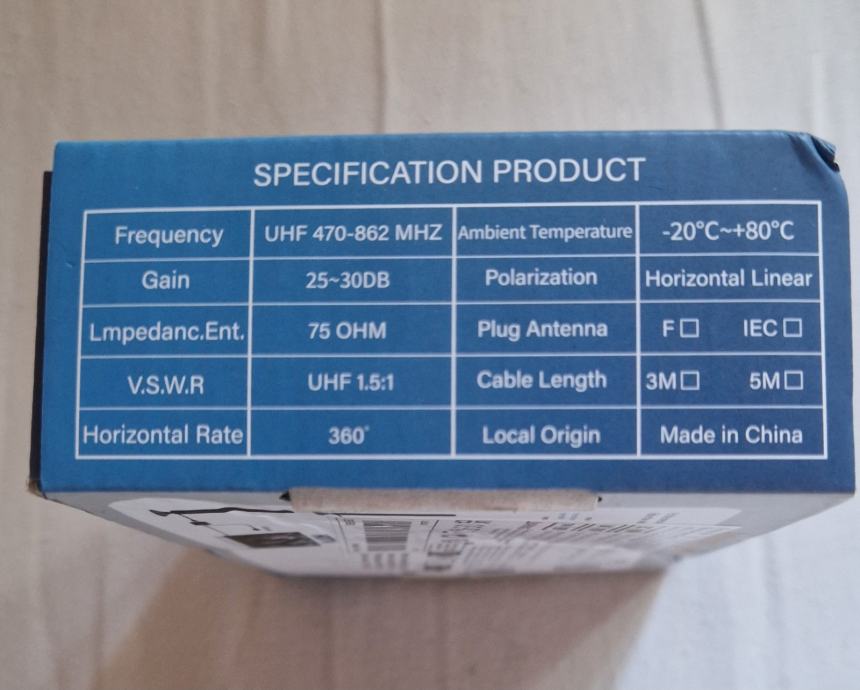 SPECIFICATION PRODUCT
Frequency UHF 470-862 MHZ Ambient Temperature -20°C~+80°C
Gain 25~30DB Polarization Horizontal Linear
Lmpedanc.Ent. 75 OHM Plug Antenna F□ IEC□
V.S.W.R UHF 1.5:1 Cable Length 3M□ 5M□
Horizontal Rate 360° Local Origin Made in China